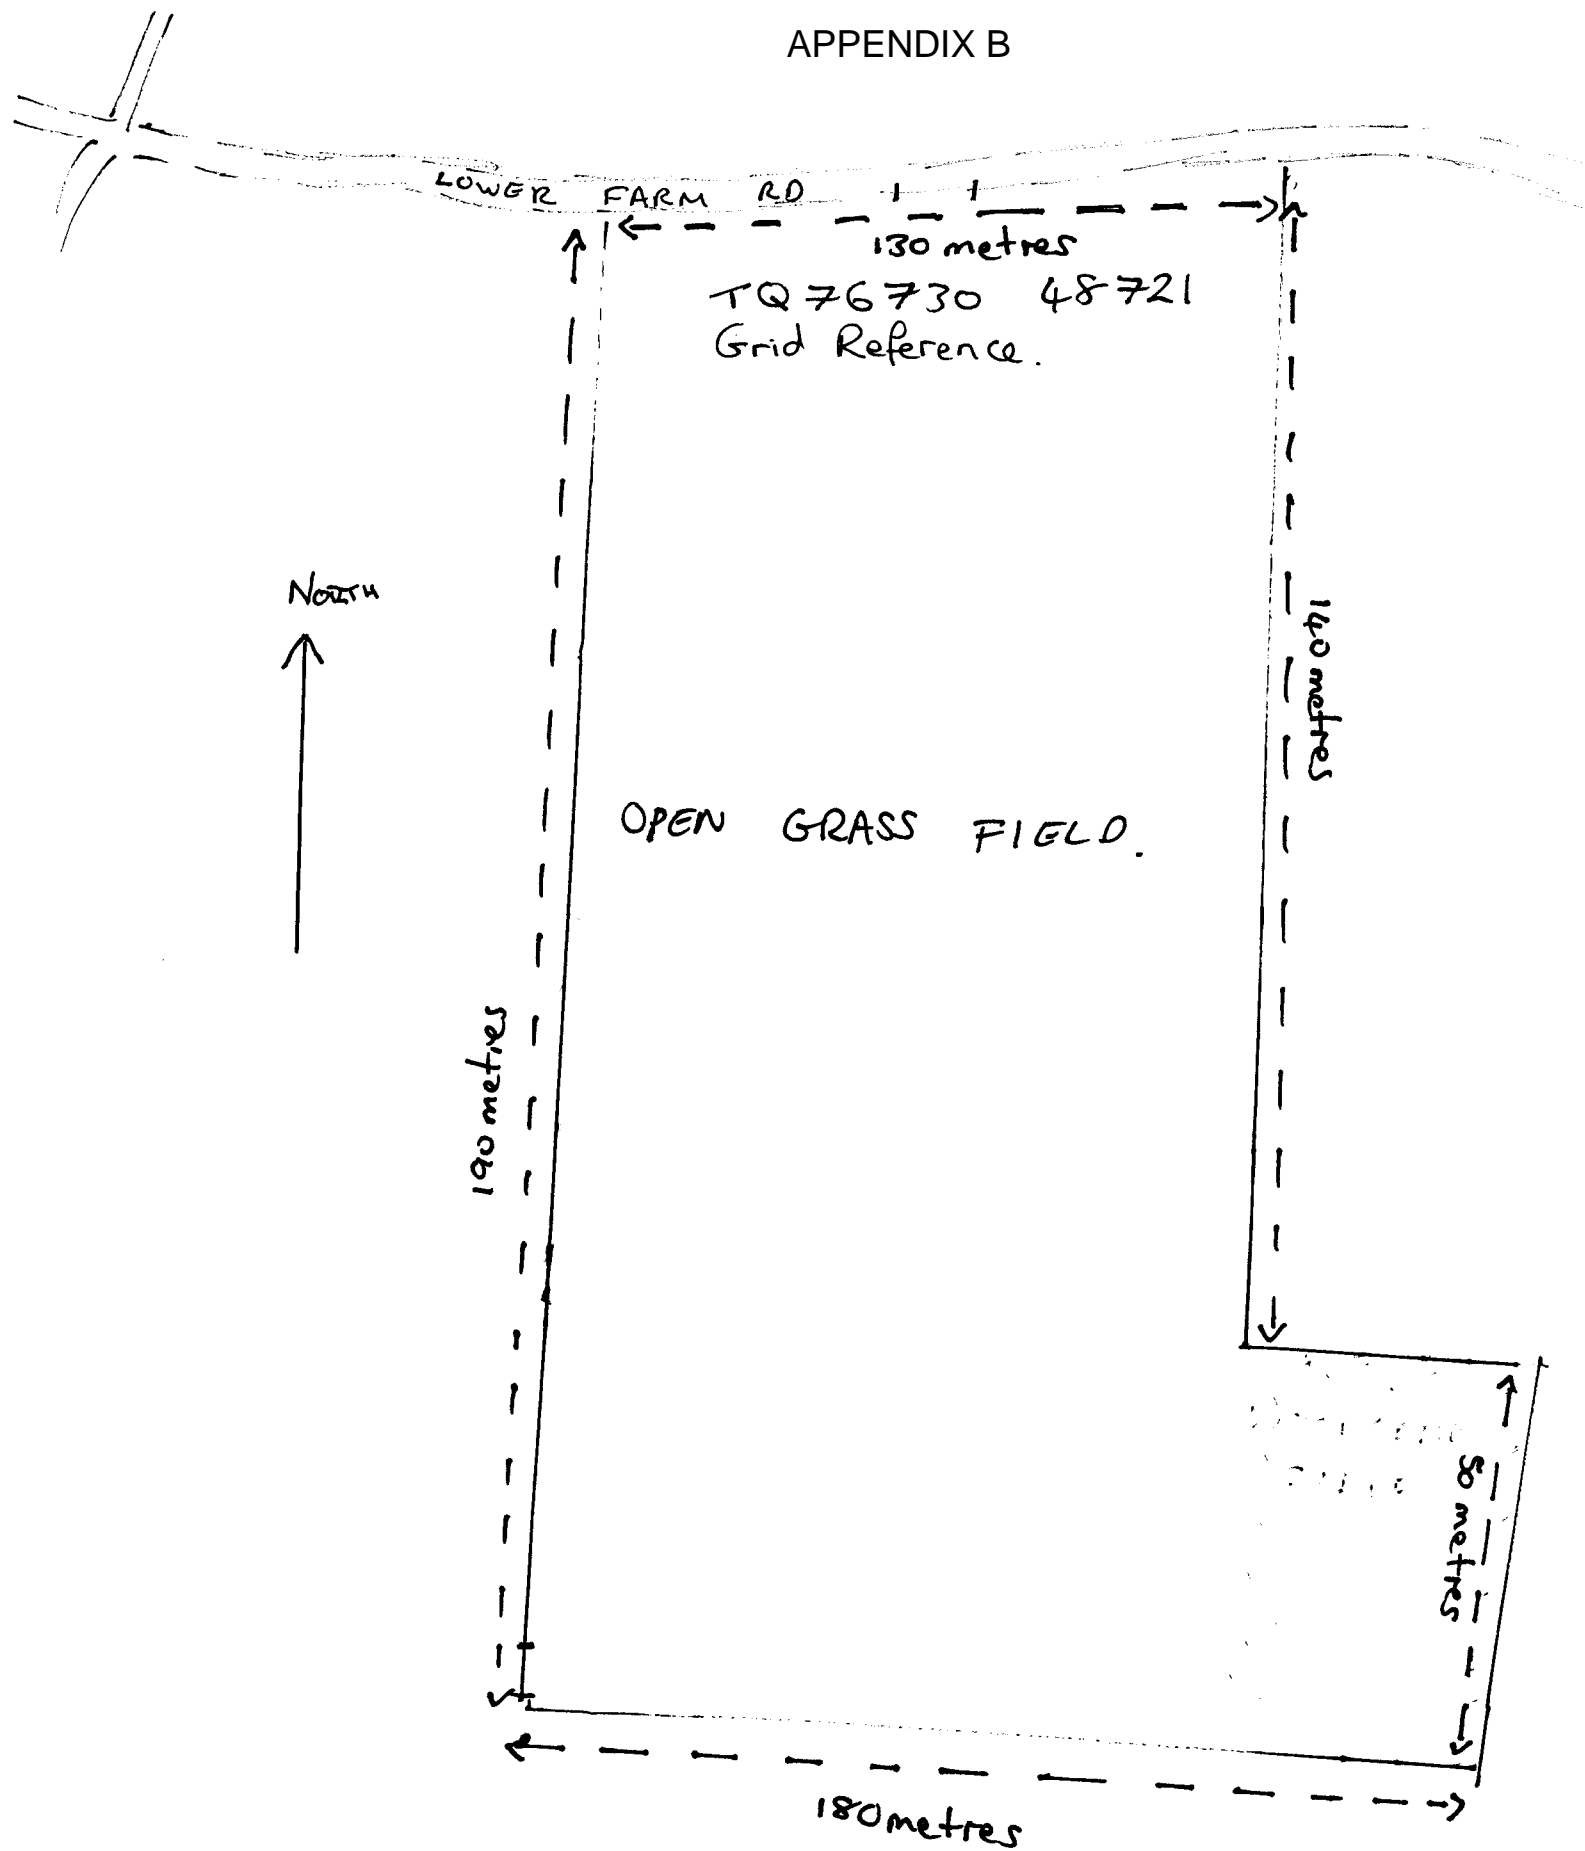 APPENDIX B
LOWER FARM RD
130 metres
TQ 76730 48721
Grid Reference.
NORTH
140 metres
OPEN GRASS FIELD.
190 metres
50 metres
180 metres